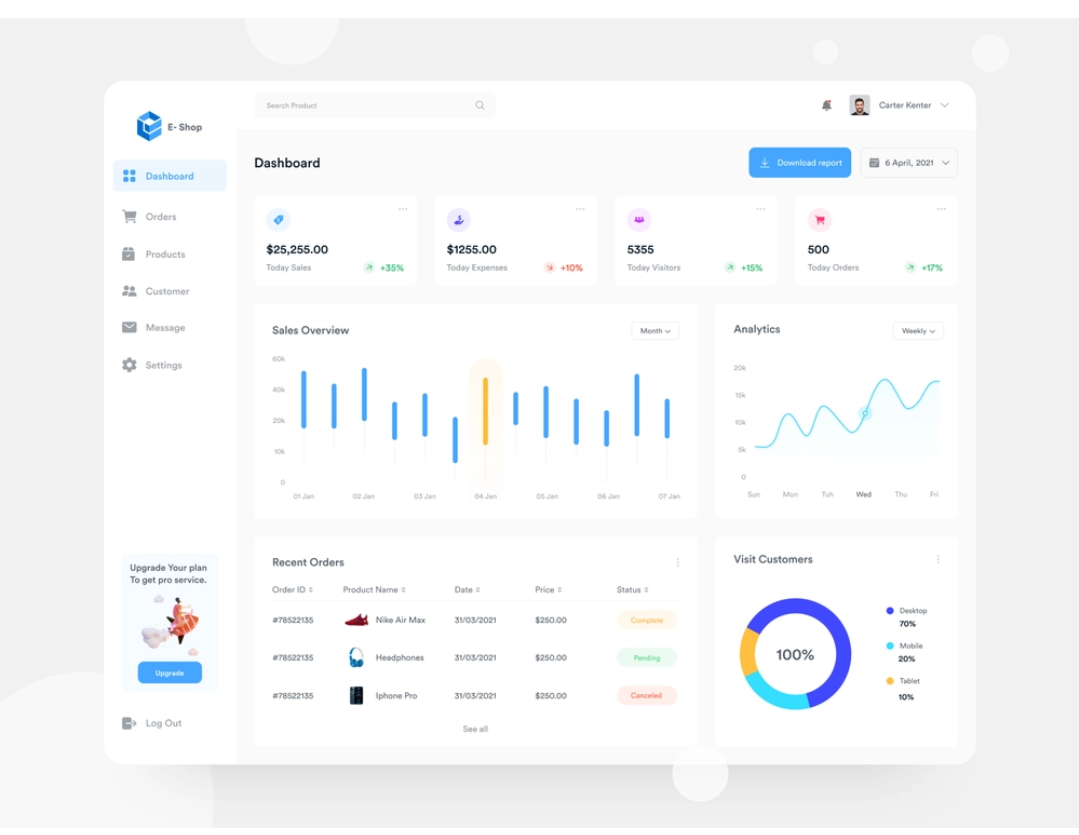 E- Shop
Search Product
Carter Kenter
Dashboard
Orders
Products
Customer
Message
Settings
Upgrade Your plan
To get pro service.
Upgrade
Log Out
Dashboard
Download report
6 April, 2021
$25,255.00
Today Sales +35%
$1255.00
Today Expenses +10%
5355
Today Visitors +15%
500
Today Orders +17%
Sales Overview
Month
60k
40k
20k
10k
0
01 Jan 02 Jan 03 Jan 04 Jan 05 Jan 06 Jan 07 Jan
Analytics
Weekly
20k
15k
10k
5k
0
Sun Mon Tuh Wed Thu Fri
Recent Orders
Order ID Product Name Date Price Status
#78522135 Nike Air Max 31/03/2021 $250.00 Complete
#78522135 Headphones 31/03/2021 $250.00 Pending
#78522135 Iphone Pro 31/03/2021 $250.00 Canceled
See all
Visit Customers
100%
Desktop
70%
Mobile
20%
Tablet
10%